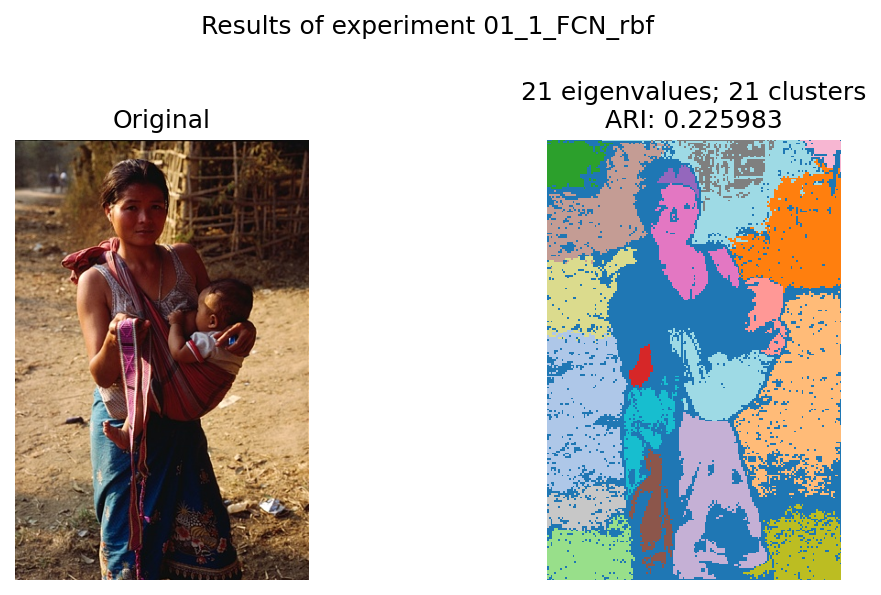 Results of experiment 01_1_FCN_rbf
Original
21 eigenvalues; 21 clusters
ARI: 0.225983